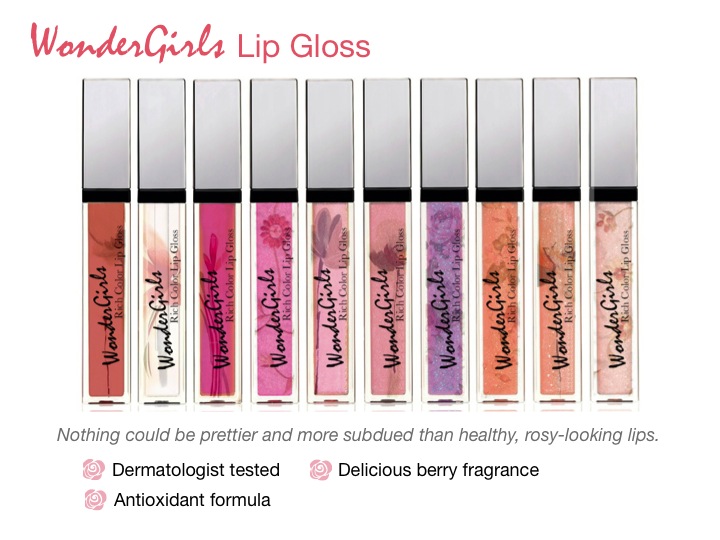 WonderGirls Lip Gloss
WonderGirls
Rich Color Lip Gloss
WonderGirls
Rich Color Lip Gloss
WonderGirls
Rich Color Lip Gloss
WonderGirls
Rich Color Lip Gloss
WonderGirls
Rich Color Lip Gloss
WonderGirls
Rich Color Lip Gloss
WonderGirls
Rich Color Lip Gloss
WonderGirls
Rich Color Lip Gloss
WonderGirls
Rich Color Lip Gloss
WonderGirls
Rich Color Lip Gloss
Nothing could be prettier and more subdued than healthy, rosy-looking lips.
Dermatologist tested
Delicious berry fragrance
Antioxidant formula